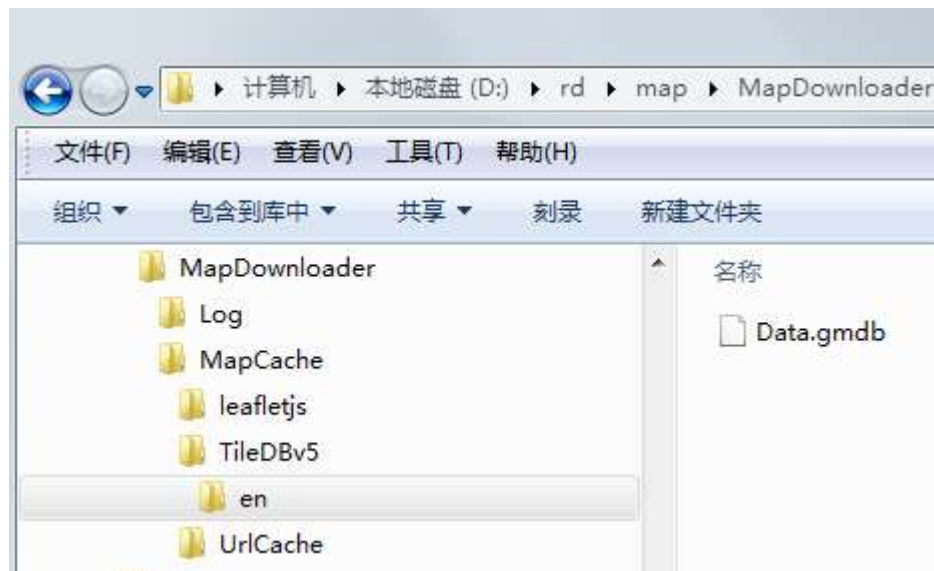 计算机 本地磁盘 (D:) rd map MapDownloader
文件(F) 编辑(E) 查看(V) 工具(T) 帮助(H)
组织 包含到库中 共享 刻录 新建文件夹
MapDownloader
Log
MapCache
leafletjs
TileDBv5
en
UrlCache
名称
Data.gmdb